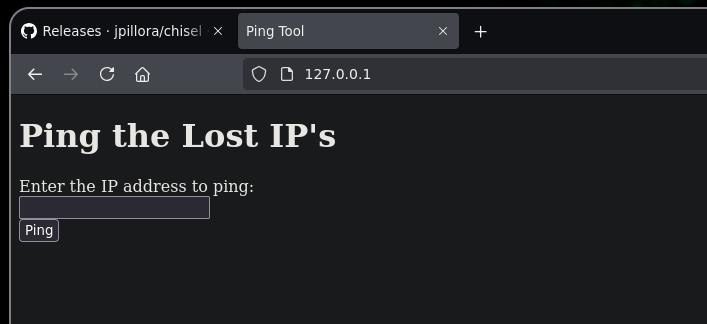 Releases · jpillora/chisel
Ping Tool
127.0.0.1
Ping the Lost IP's
Enter the IP address to ping:
Ping